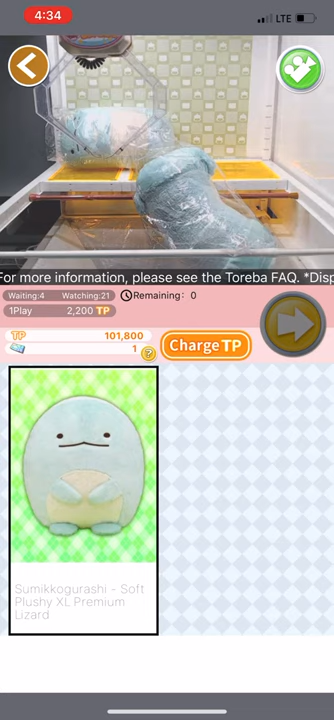 4:34
LTE
For more information, please see the Toreba FAQ. *Disp
Waiting:4 Watching:21 Remaining: 0
1Play 2,200 TP
TP 101,800
1 ?
Charge TP
Sumikkogurashi - Soft
Plushy XL Premium
Lizard